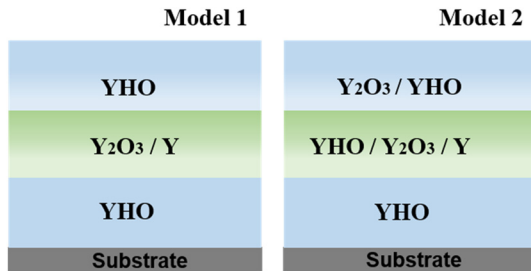 Model 1
YHO
Y2O3 / Y
YHO
Substrate
Model 2
Y2O3 / YHO
YHO / Y2O3 / Y
YHO
Substrate